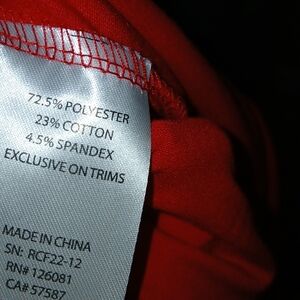 72.5% POLYESTER
23% COTTON
4.5% SPANDEX
EXCLUSIVE ON TRIMS
MADE IN CHINA
SN: RCF22-12
RN# 126081
CA# 57587